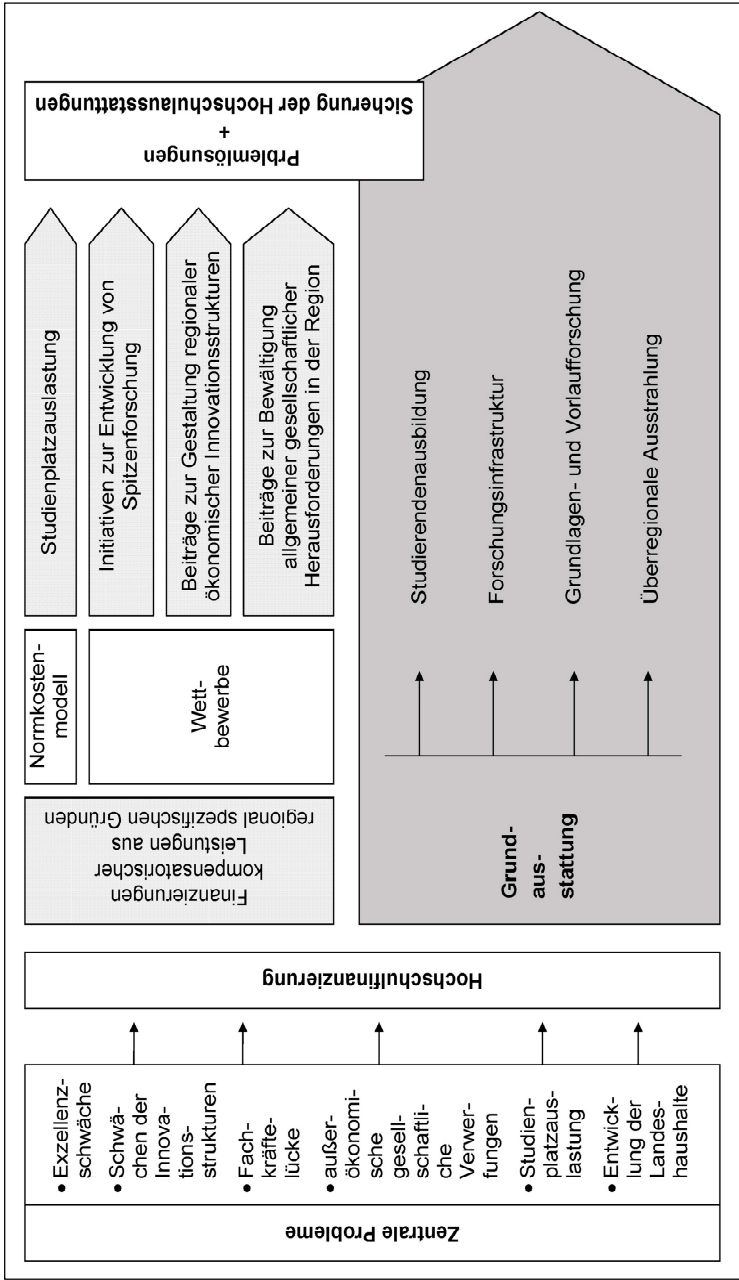 Zentrale Probleme
• Exzellenz-
schwäche
• Schwä-
chen der
Innova-
tions-
strukturen
• Fach-
kräfte-
lücke
• außer-
ökonomi-
sche
gesell-
schaftli-
che
Verwer-
fungen
• Studien-
platzaus-
lastung
• Entwick-
lung der
Landes-
haushalte
Hochschulfinanzierung
Finanzierungen
kompensatorischer
Leistungen aus
regional spezifischen Gründen
Normkosten-
modell
Wett-
bewerbe
Studienplatzauslastung
Initiativen zur Entwicklung von
Spitzenforschung
Beiträge zur Gestaltung regionaler
ökonomischer Innovationsstrukturen
Beiträge zur Bewältigung
allgemeiner gesellschaftlicher
Herausforderungen in der Region
Grund-
aus-
stattung
Studierendenausbildung
Forschungsinfrastruktur
Grundlagen- und Vorlaufforschung
Überregionale Ausstrahlung
Prblemlösungen
+
Sicherung der Hochschulausstattungen